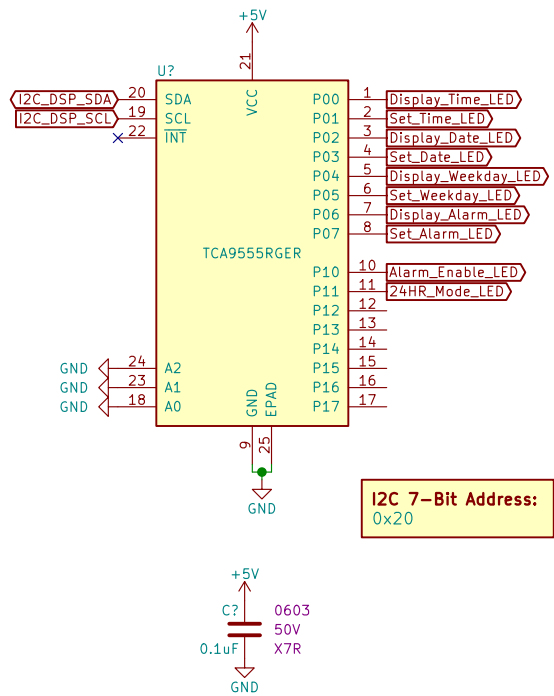 +5V
U?
21
VCC
I2C_DSP_SDA 20 SDA P00 1 Display_Time_LED
I2C_DSP_SCL 19 SCL P01 2 Set_Time_LED
22 INT P02 3 Display_Date_LED
P03 4 Set_Date_LED
P04 5 Display_Weekday_LED
P05 6 Set_Weekday_LED
P06 7 Display_Alarm_LED
P07 8 Set_Alarm_LED
TCA9555RGER
P10 10 Alarm_Enable_LED
P11 11 24HR_Mode_LED
P12 12
P13 13
P14 14
GND 24 A2 P15 15
GND 23 A1 P16 16
GND 18 A0 P17 17
GND EPAD
9 25
GND
I2C 7-Bit Address:
0x20
+5V
C? 0603
50V
0.1uF X7R
GND